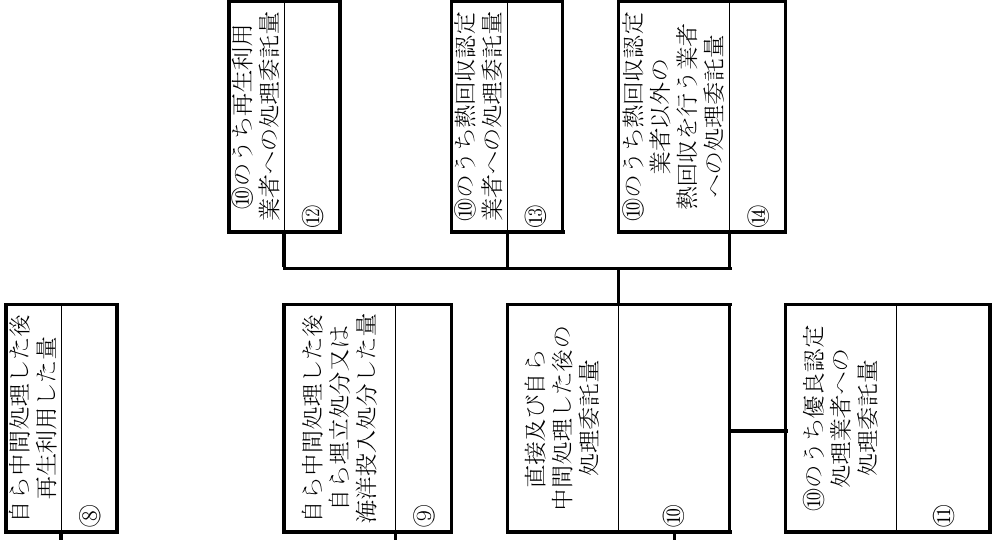 自ら中間処理した後
再生利用した量
⑧
自ら中間処理した後
自ら埋立処分又は
海洋投入処分した量
⑨
直接及び自ら
中間処理した後の
処理委託量
⑩
⑩のうち優良認定
処理業者への
処理委託量
⑪
⑩のうち再生利用
業者への処理委託量
⑫
⑩のうち熱回収認定
業者への処理委託量
⑬
⑩のうち熱回収認定
業者以外の
熱回収を行う業者
への処理委託量
⑭